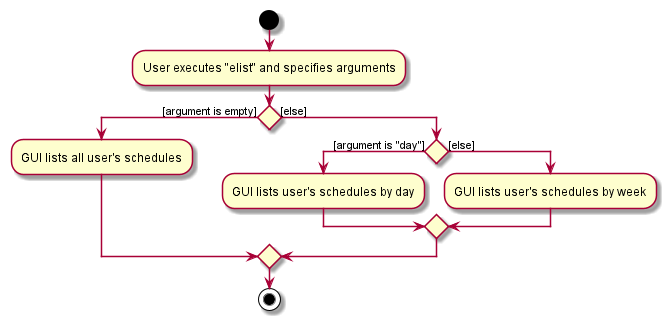 User executes "elist" and specifies arguments
[argument is empty]
[else]
GUI lists all user's schedules
[argument is "day"]
[else]
GUI lists user's schedules by day
GUI lists user's schedules by week